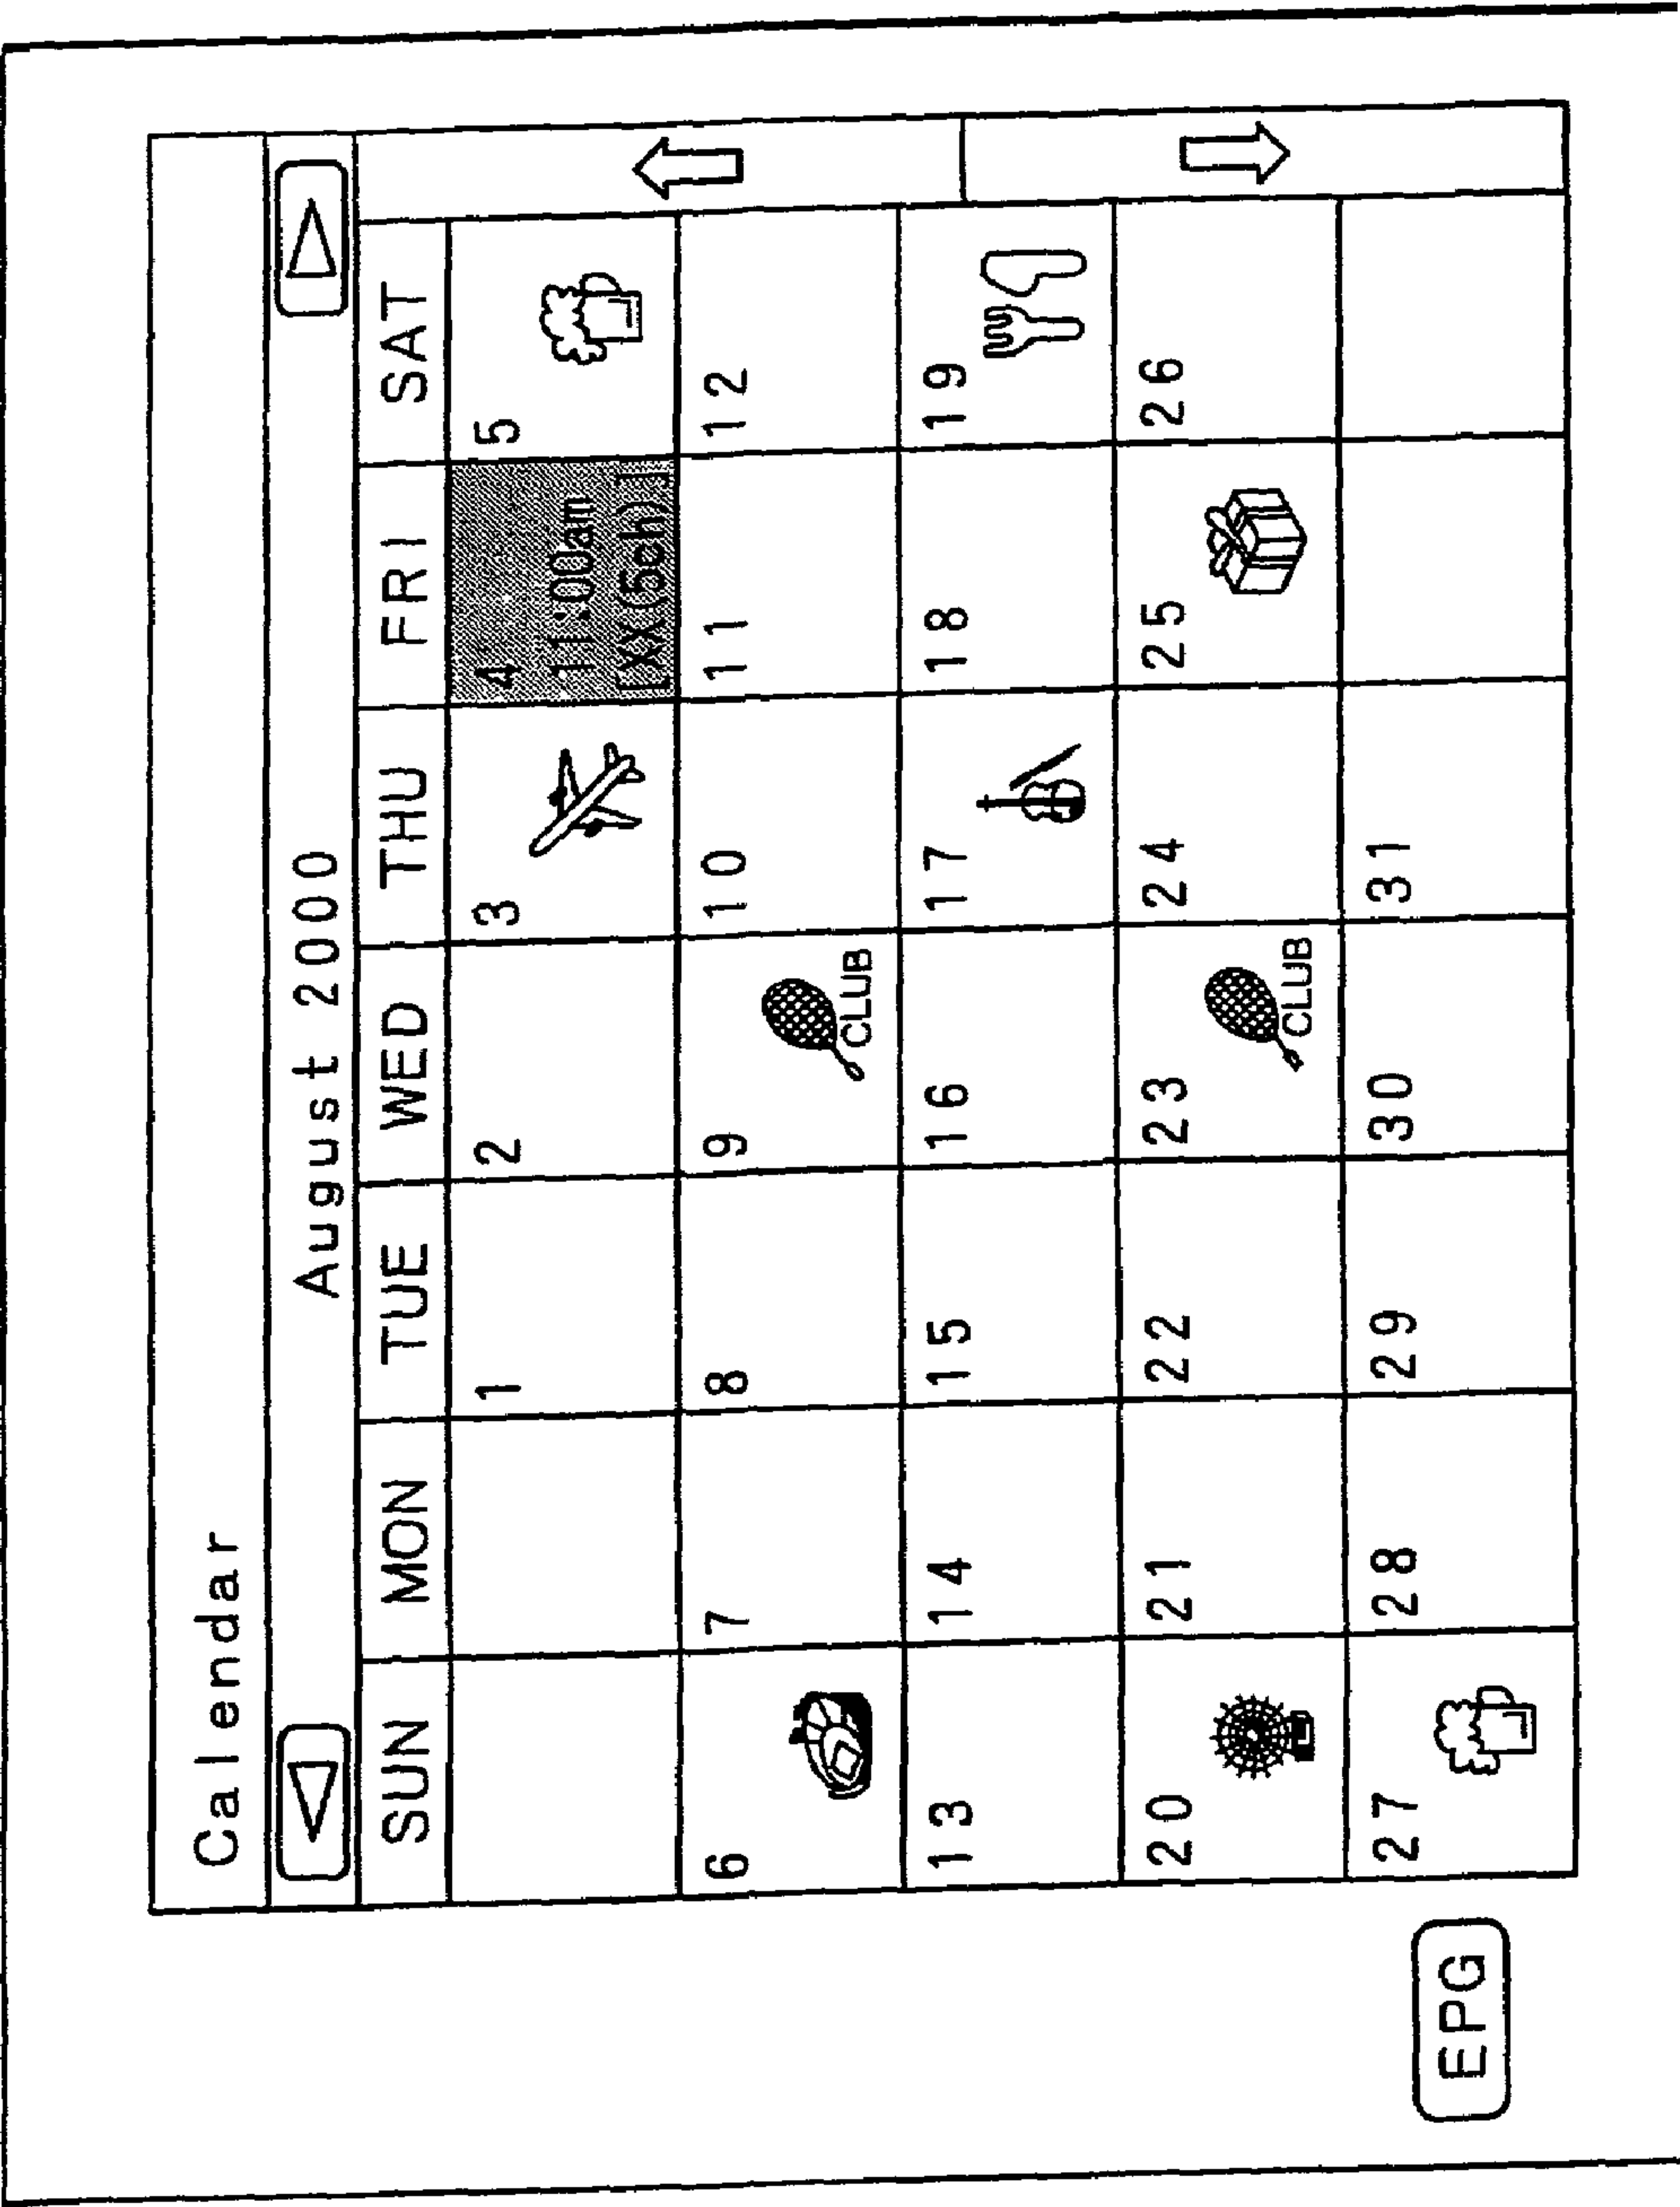 Calendar
August 2000
SUN MON TUE WED THU FRI SAT
1 2 3 4 5
11:00am
[XX(5ch)]
6 7 8 9 10 11 12
CLUB
13 14 15 16 17 18 19
20 21 22 23 24 25 26
CLUB
27 28 29 30 31
EPG